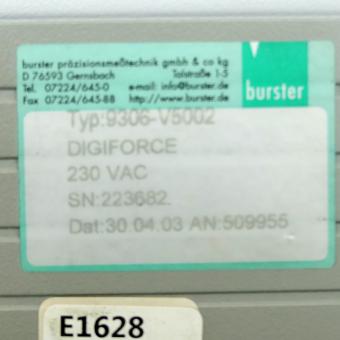 burster präzisionsmeßtechnik gmbh & co kg
D 76593 Gernsbach Talstraße 1-5
Tel. 07224/645-0 e-mail: info@burster.de
Fax 07224/645-88 http://www.burster.de
burster
Typ:9306-V5002
DIGIFORCE
230 VAC
SN:223682.
Dat:30.04.03 AN:509955
E1628